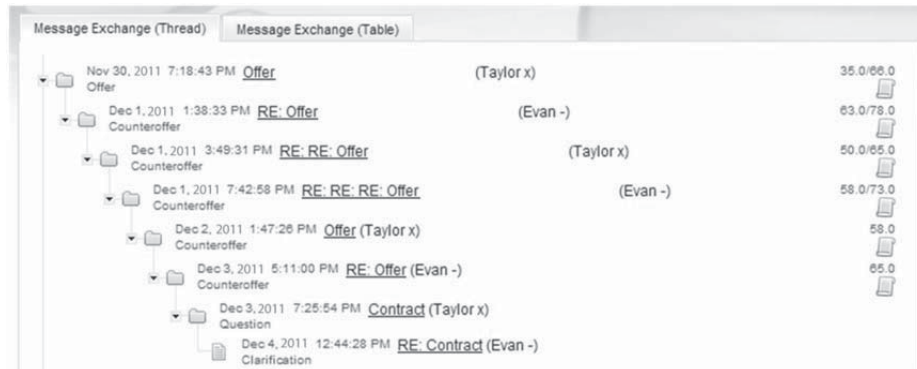 Message Exchange (Thread) Message Exchange (Table)
Nov 30, 2011 7:18:43 PM Offer (Taylor x) 35.0/66.0
Offer
Dec 1, 2011 1:38:33 PM RE: Offer (Evan -) 63.0/78.0
Counteroffer
Dec 1, 2011 3:49:31 PM RE: RE: Offer (Taylor x) 50.0/65.0
Counteroffer
Dec 1, 2011 7:42:58 PM RE: RE: RE: Offer (Evan -) 58.0/73.0
Counteroffer
Dec 2, 2011 1:47:26 PM Offer (Taylor x) 58.0
Counteroffer
Dec 3, 2011 5:11:00 PM RE: Offer (Evan -) 65.0
Counteroffer
Dec 3, 2011 7:25:54 PM Contract (Taylor x)
Question
Dec 4, 2011 12:44:28 PM RE: Contract (Evan -)
Clarification